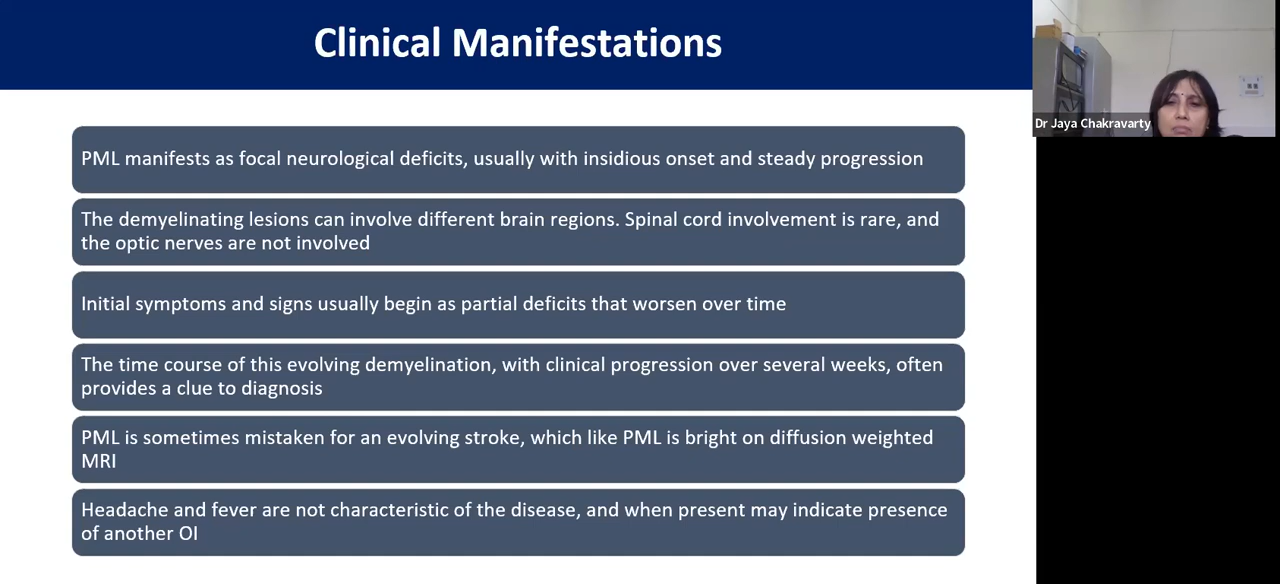 Clinical Manifestations
Dr Jaya Chakravarty
PML manifests as focal neurological deficits, usually with insidious onset and steady progression
The demyelinating lesions can involve different brain regions. Spinal cord involvement is rare, and
the optic nerves are not involved
Initial symptoms and signs usually begin as partial deficits that worsen over time
The time course of this evolving demyelination, with clinical progression over several weeks, often
provides a clue to diagnosis
PML is sometimes mistaken for an evolving stroke, which like PML is bright on diffusion weighted
MRI
Headache and fever are not characteristic of the disease, and when present may indicate presence
of another OI